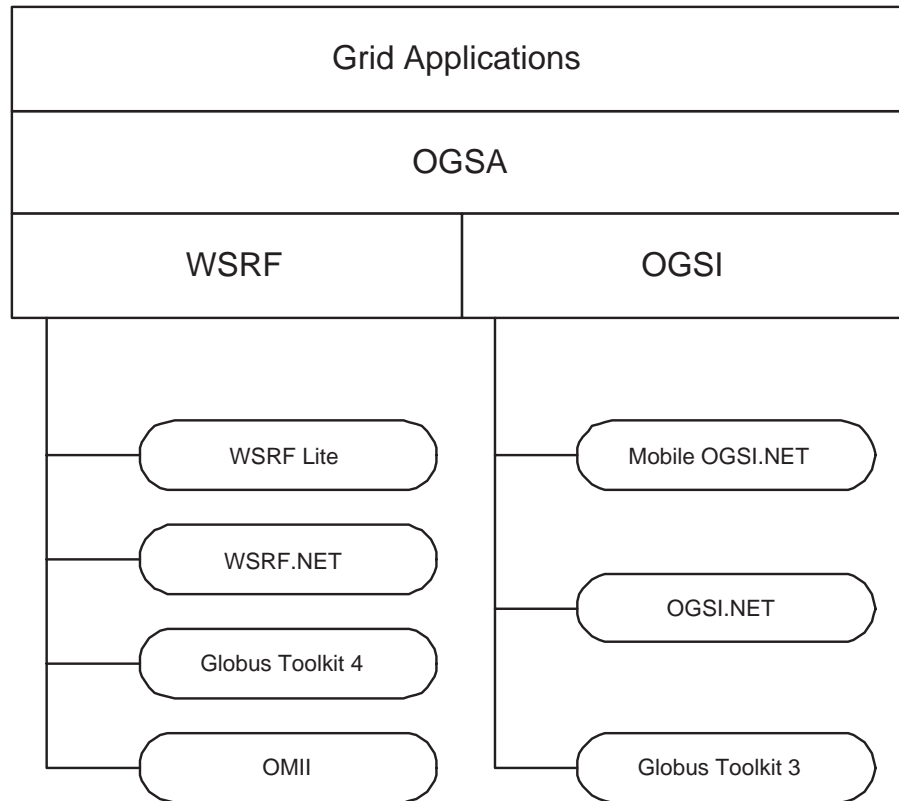 Grid Applications
OGSA
WSRF
OGSI
WSRF Lite
WSRF.NET
Globus Toolkit 4
OMII
Mobile OGSI.NET
OGSI.NET
Globus Toolkit 3